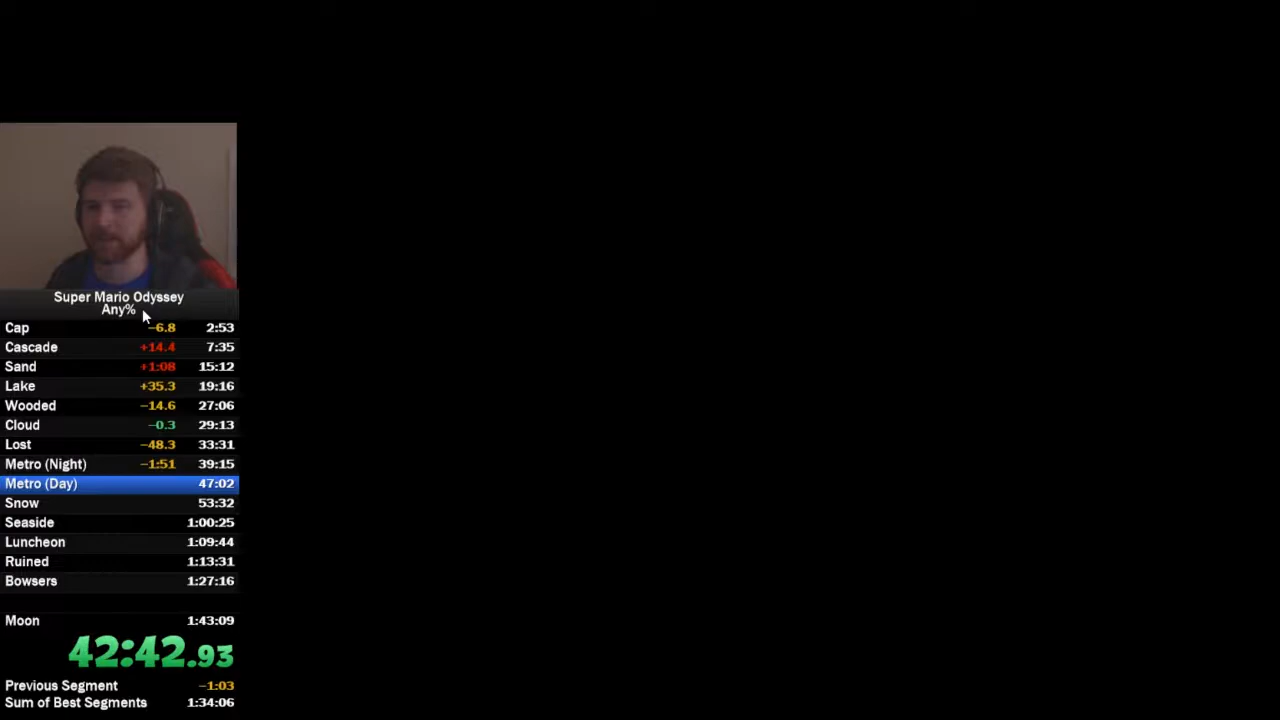 Super Mario Odyssey
Any%
Cap −6.8 2:53
Cascade +14.4 7:35
Sand +1:08 15:12
Lake +35.3 19:16
Wooded −14.6 27:06
Cloud −0.3 29:13
Lost −48.3 33:31
Metro (Night) −1:51 39:15
Metro (Day) 47:02
Snow 53:32
Seaside 1:00:25
Luncheon 1:09:44
Ruined 1:13:31
Bowsers 1:27:16
Moon 1:43:09
42:42.93
Previous Segment −1:03
Sum of Best Segments 1:34:06